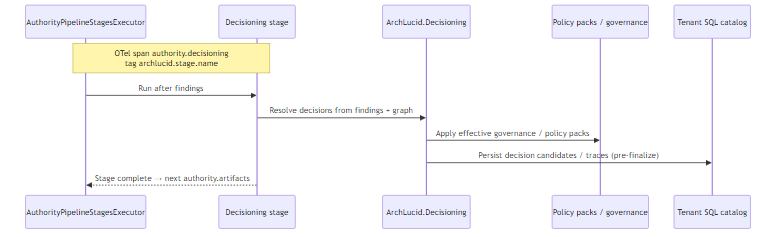 AuthorityPipelineStagesExecutor
Decisioning stage
ArchLucid.Decisioning
Policy packs / governance
Tenant SQL catalog
OTel span authority.decisioning
tag archlucid.stage.name
Run after findings
Resolve decisions from findings + graph
Apply effective governance / policy packs
Persist decision candidates / traces (pre-finalize)
Stage complete → next authority.artifacts
AuthorityPipelineStagesExecutor
Decisioning stage
ArchLucid.Decisioning
Policy packs / governance
Tenant SQL catalog